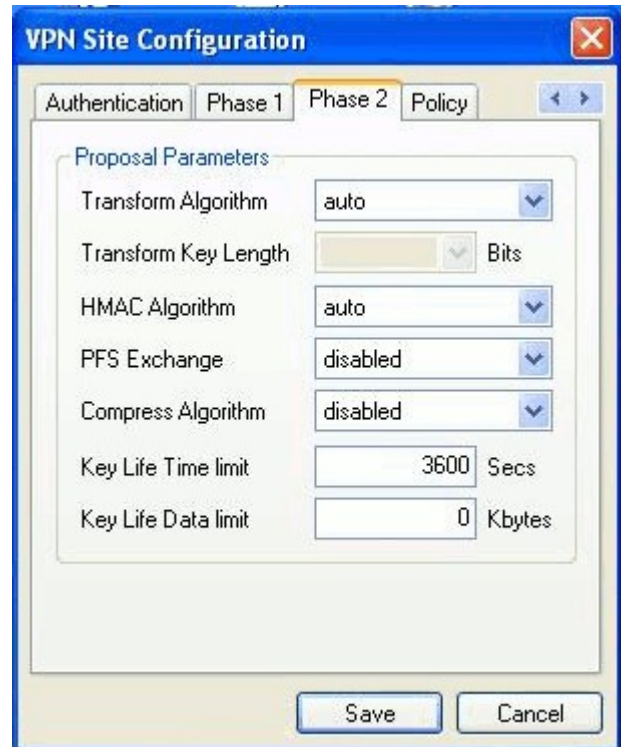 VPN Site Configuration
Authentication Phase 1 Phase 2 Policy
Proposal Parameters
Transform Algorithm auto
Transform Key Length Bits
HMAC Algorithm auto
PFS Exchange disabled
Compress Algorithm disabled
Key Life Time limit 3600 Secs
Key Life Data limit 0 Kbytes
Save Cancel